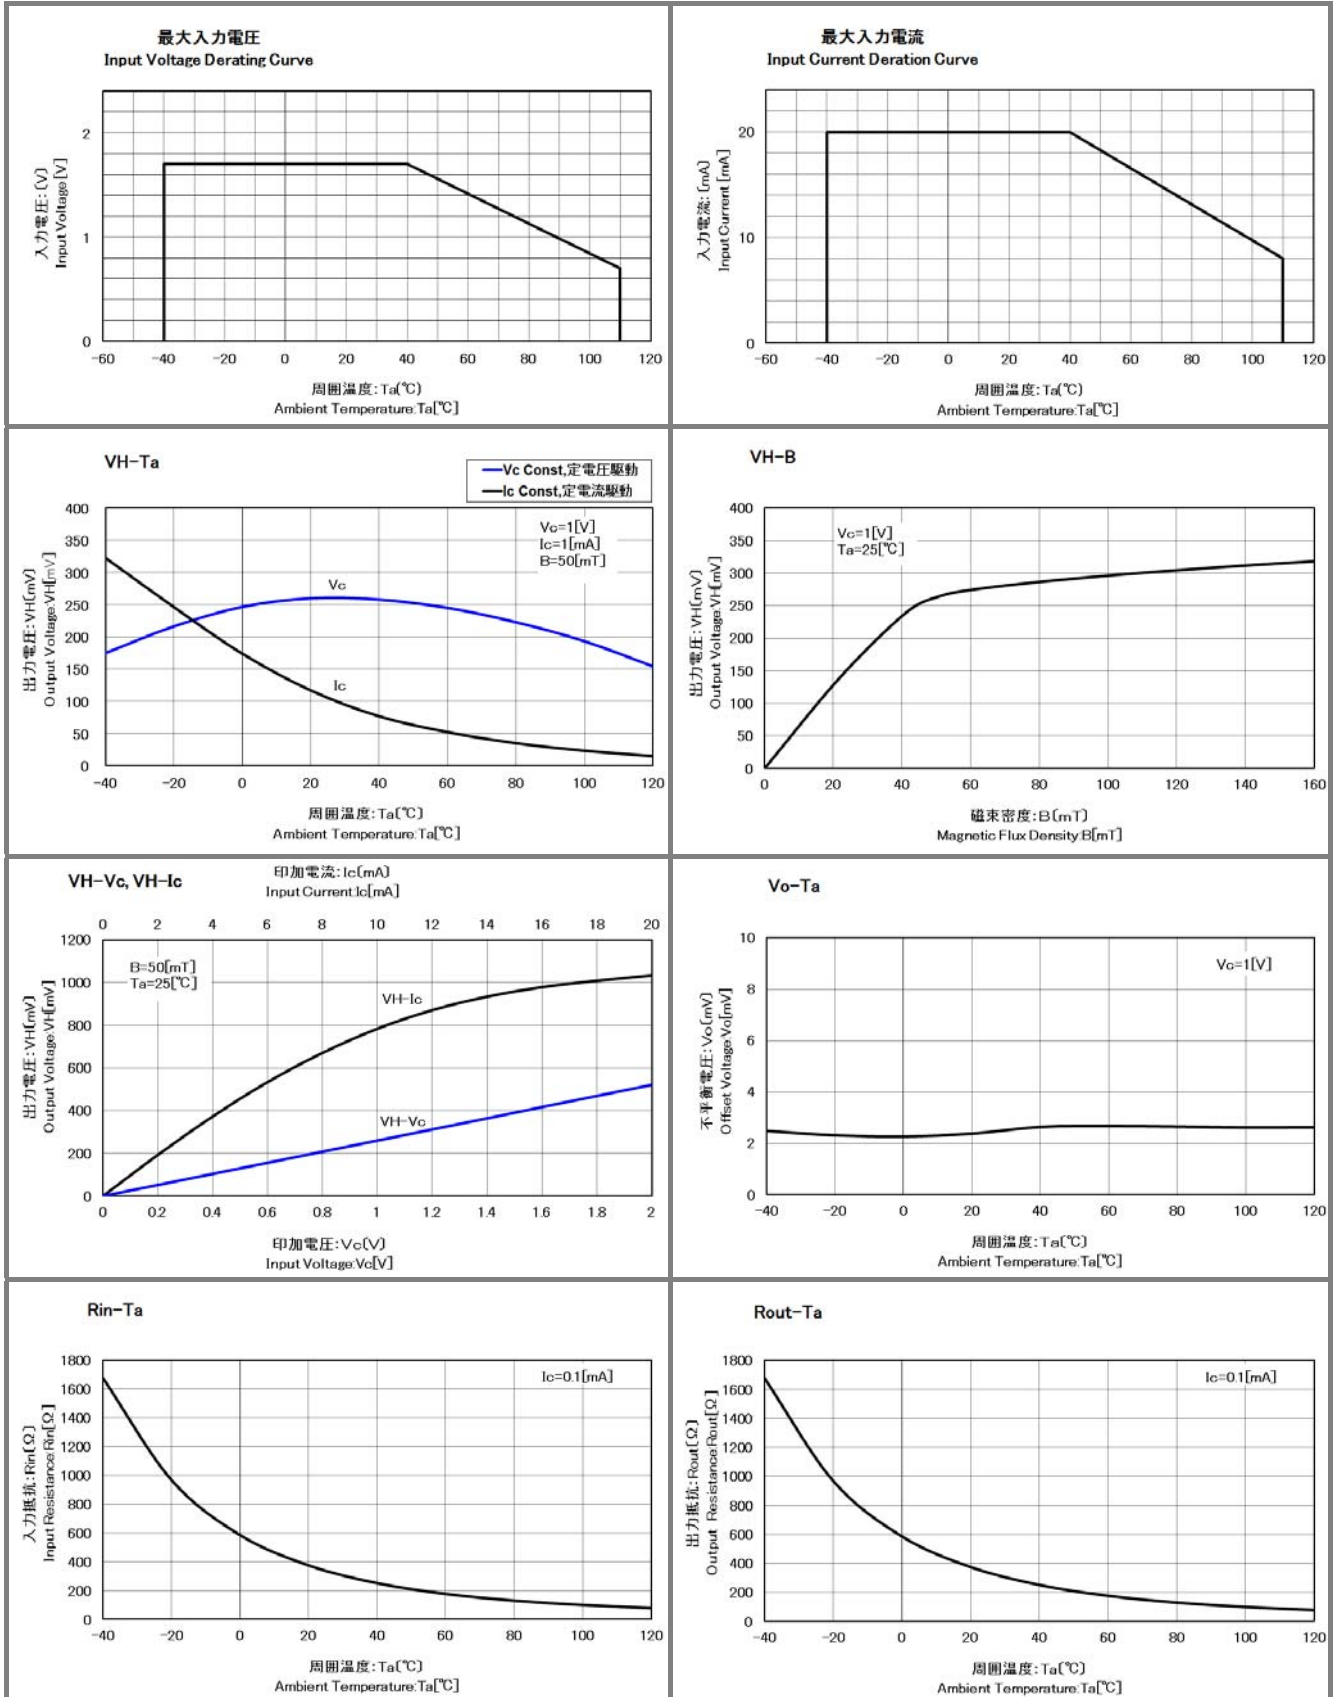 最大入力電圧
Input Voltage Derating Curve
入力電圧:(V)
Input Voltage[V]
2
1
0
-60 -40 -20 0 20 40 60 80 100 120
周囲温度:Ta(℃)
Ambient Temperature:Ta[℃]
最大入力電流
Input Current Deration Curve
入力電流:(mA)
Input Current [mA]
20
10
0
-60 -40 -20 0 20 40 60 80 100 120
周囲温度:Ta(℃)
Ambient Temperature:Ta[℃]
VH-Ta
Vc Const,定電圧駆動
Ic Const,定電流駆動
出力電圧:VH(mV)
Output Voltage:VH[mV]
400
350
300
250
200
150
100
50
0
Vc=1[V]
Ic=1[mA]
B=50[mT]
Vc
Ic
-40 -20 0 20 40 60 80 100 120
周囲温度:Ta(℃)
Ambient Temperature:Ta[℃]
VH-B
出力電圧:VH(mV)
Output Voltage:VH[mV]
400
350
300
250
200
150
100
50
0
Vc=1[V]
Ta=25[℃]
0 20 40 60 80 100 120 140 160
磁束密度:B(mT)
Magnetic Flux Density:B[mT]
VH-Vc, VH-Ic
印加電流:Ic(mA)
Input Current:Ic[mA]
0 2 4 6 8 10 12 14 16 18 20
出力電圧:VH(mV)
Output Voltage:VH[mV]
1200
1000
800
600
400
200
0
B=50[mT]
Ta=25[℃]
VH-Ic
VH-Vc
0 0.2 0.4 0.6 0.8 1 1.2 1.4 1.6 1.8 2
印加電圧:Vc(V)
Input Voltage:Vc[V]
Vo-Ta
不平衡電圧:Vo(mV)
Offset Voltage:Vo[mV]
10
8
6
4
2
0
Vc=1[V]
-40 -20 0 20 40 60 80 100 120
周囲温度:Ta(℃)
Ambient Temperature:Ta[℃]
Rin-Ta
入力抵抗:Rin(Ω)
Input Resistance:Rin[Ω]
1800
1600
1400
1200
1000
800
600
400
200
0
Ic=0.1[mA]
-40 -20 0 20 40 60 80 100 120
周囲温度:Ta(℃)
Ambient Temperature:Ta[℃]
Rout-Ta
出力抵抗:Rout(Ω)
Output Resistance:Rout[Ω]
1800
1600
1400
1200
1000
800
600
400
200
0
Ic=0.1[mA]
-40 -20 0 20 40 60 80 100 120
周囲温度:Ta(℃)
Ambient Temperature:Ta[℃]